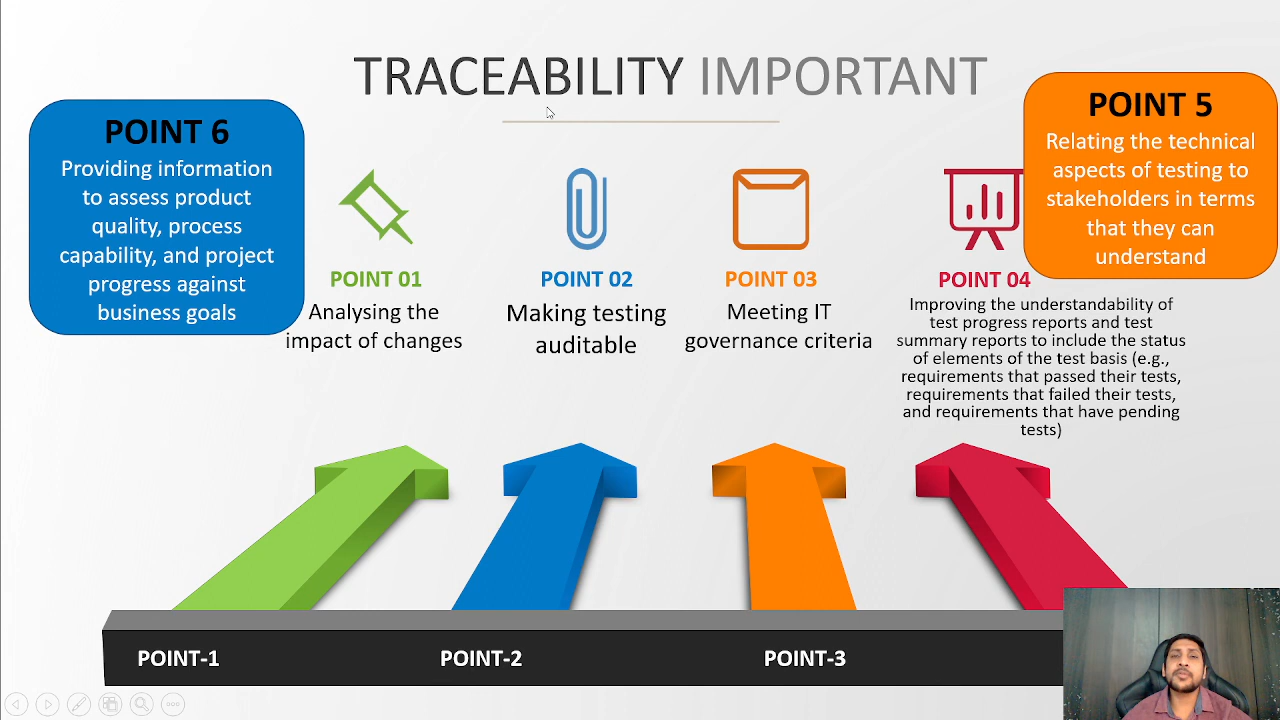 TRACEABILITY IMPORTANT
POINT 6
Providing information
to assess product
quality, process
capability, and project
progress against
business goals
POINT 01
Analysing the
impact of changes
POINT 02
Making testing
auditable
POINT 03
Meeting IT
governance criteria
POINT 04
Improving the understandability of
test progress reports and test
summary reports to include the status
of elements of the test basis (e.g.,
requirements that passed their tests,
requirements that failed their tests,
and requirements that have pending
tests)
POINT 5
Relating the technical
aspects of testing to
stakeholders in terms
that they can
understand
POINT-1
POINT-2
POINT-3